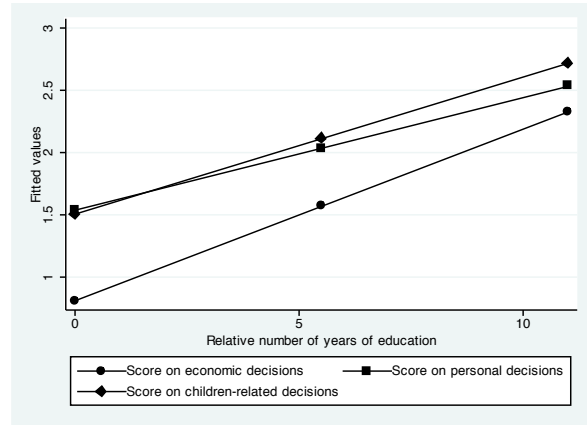 3
2.5
2
1.5
1
Fitted values
0 5 10
Relative number of years of education
Score on economic decisions Score on personal decisions
Score on children-related decisions